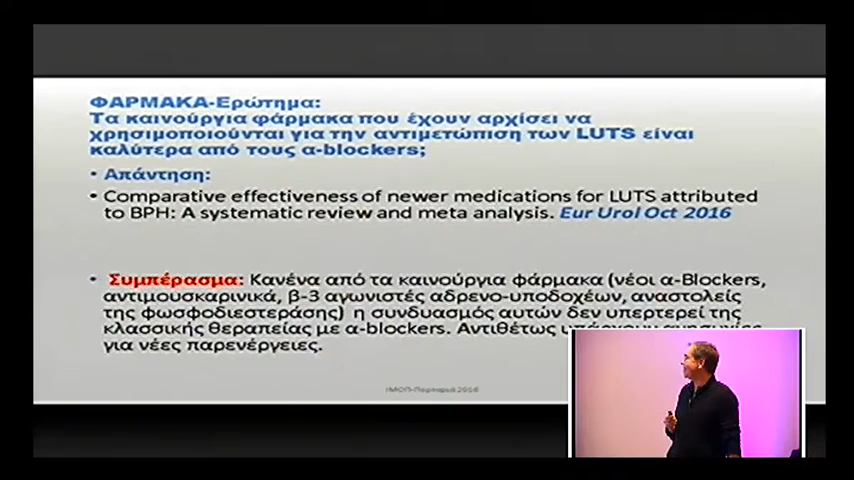 ΦΑΡΜΑΚΑ-Ερώτημα:
Τα καινούργια φάρμακα που έχουν αρχίσει να
χρησιμοποιούνται για την αντιμετώπιση των LUTS είναι
καλύτερα από τους α-blockers;
• Απάντηση:
• Comparative effectiveness of newer medications for LUTS attributed
to BPH: A systematic review and meta analysis. Eur Urol Oct 2016
• Συμπέρασμα: Κανένα από τα καινούργια φάρμακα (νέοι α-Blockers,
αντιμουσκαρινικά, β-3 αγωνιστές αδρενο-υποδοχέων, αναστολείς
της φωσφοδιεστεράσης) η συνδυασμός αυτών δεν υπερτερεί της
κλασσικής θεραπείας με α-blockers. Αντιθέτως
για νέες παρενέργειες.